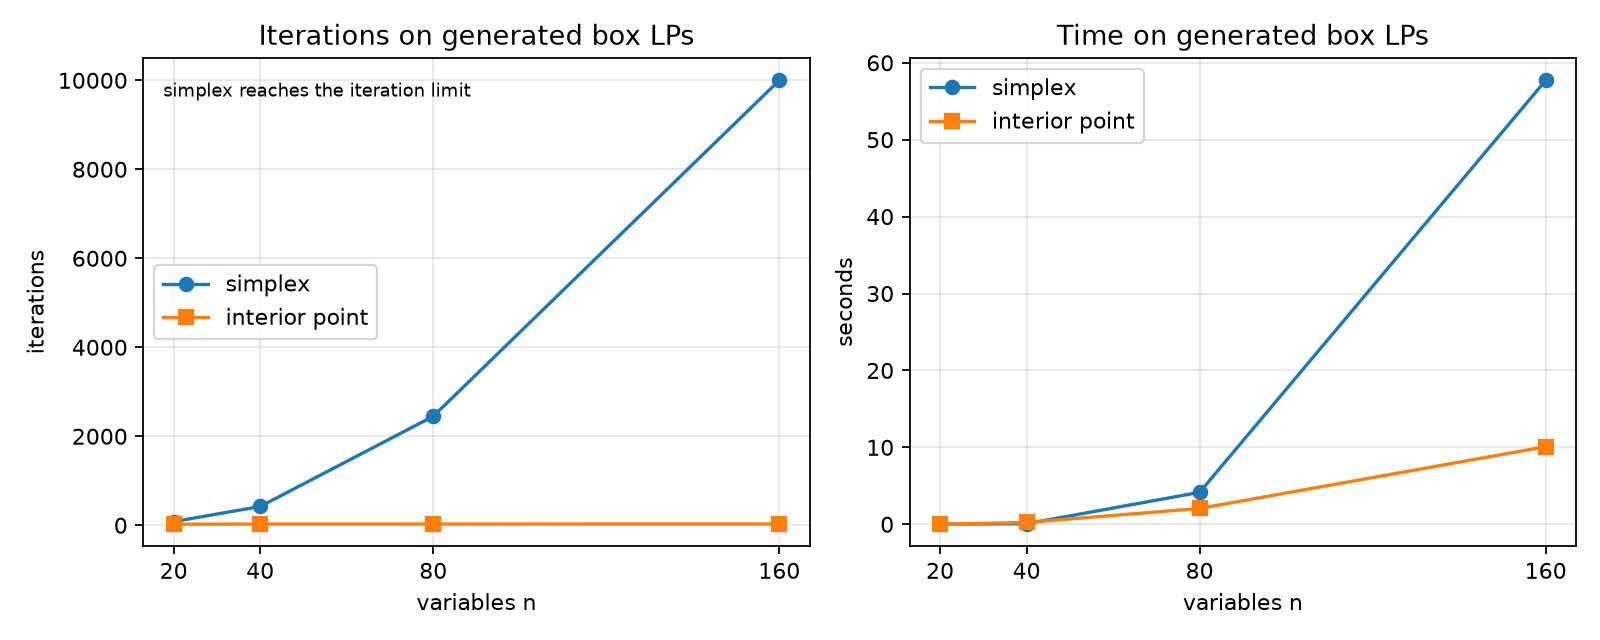 Iterations on generated box LPs
10000
8000
6000
4000
2000
0
iterations
simplex reaches the iteration limit
simplex
interior point
20 40 80 160
variables n
Time on generated box LPs
60
50
40
30
20
10
0
seconds
simplex
interior point
20 40 80 160
variables n